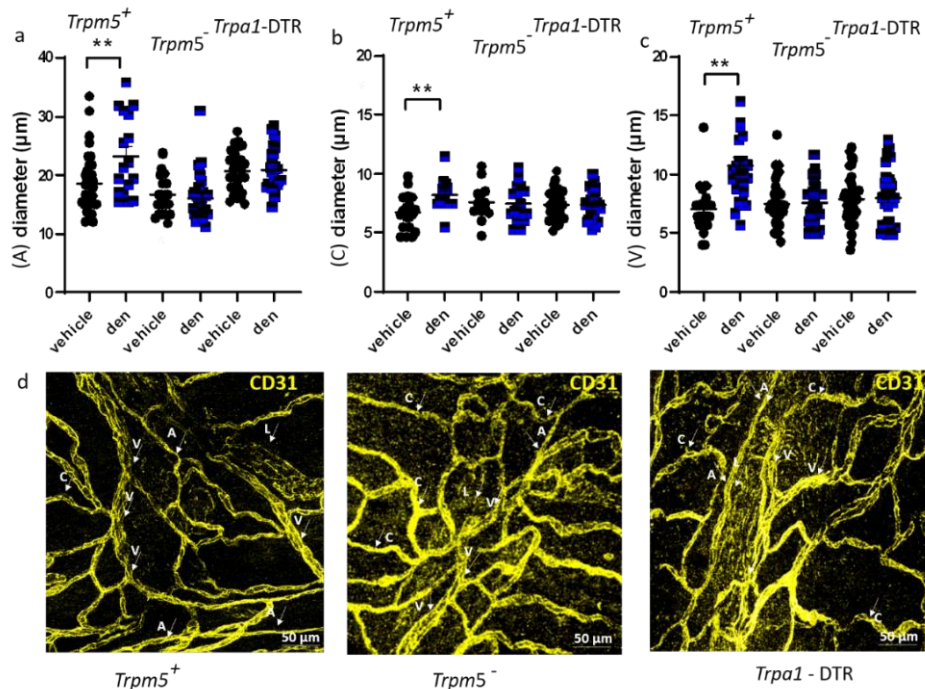 a Trpm5+ Trpm5- Trpa1-DTR
**
(A) diameter (µm)
40
30
20
10
0
vehicle den vehicle den vehicle den
b Trpm5+ Trpm5- Trpa1-DTR
**
(C) diameter (µm)
20
15
10
5
0
vehicle den vehicle den vehicle den
c Trpm5+ Trpm5- Trpa1-DTR
**
(V) diameter (µm)
20
15
10
5
0
vehicle den vehicle den vehicle den
d
CD31
A
L
C
V
V
V
V
A
A
50 µm
Trpm5+
CD31
C
C
A
C
L
V
C
V
V
50 µm
Trpm5-
CD31
A
C
C
A
L
V
V
C
50 µm
Trpa1 - DTR